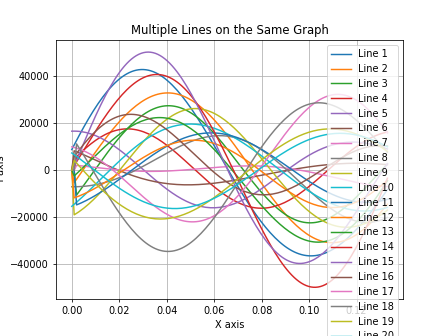 Multiple Lines on the Same Graph
40000
20000
0
−20000
−40000
0.00
0.02
0.04
0.06
0.08
0.10
X axis
Line 1
Line 2
Line 3
Line 4
Line 5
Line 6
Line 7
Line 8
Line 9
Line 10
Line 11
Line 12
Line 13
Line 14
Line 15
Line 16
Line 17
Line 18
Line 19
Line 20